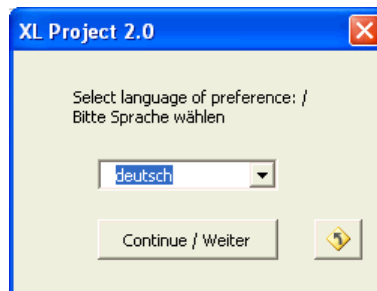 XL Project 2.0
Select language of preference: /
Bitte Sprache wählen
deutsch
Continue / Weiter